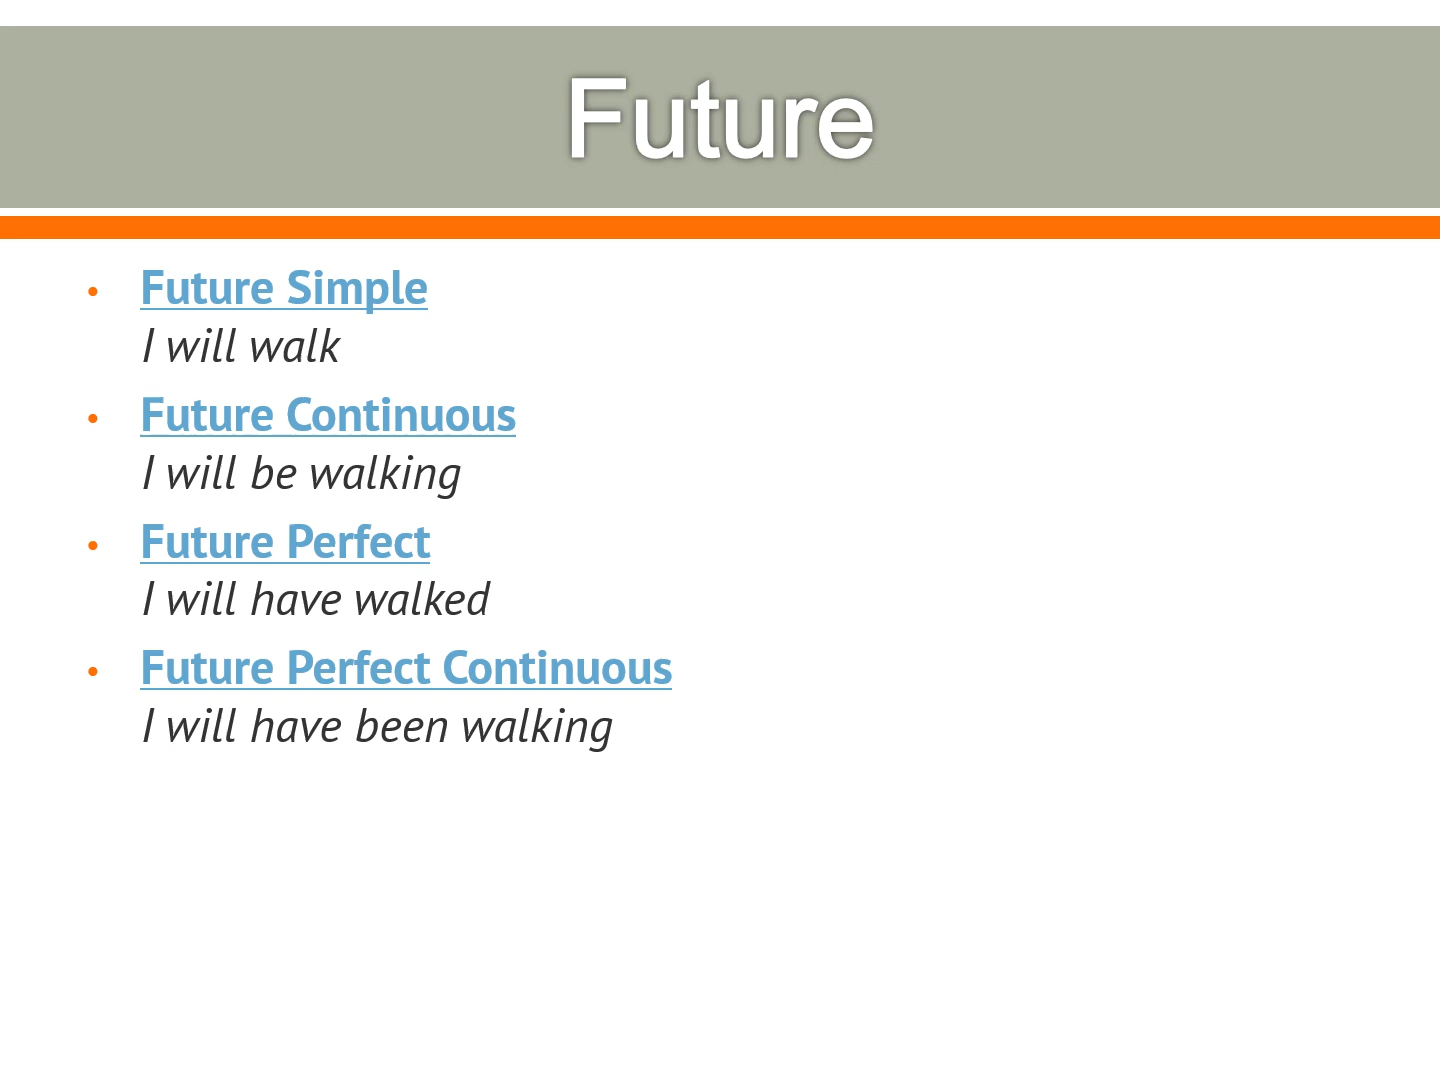 Future
• Future Simple
I will walk
• Future Continuous
I will be walking
• Future Perfect
I will have walked
• Future Perfect Continuous
I will have been walking